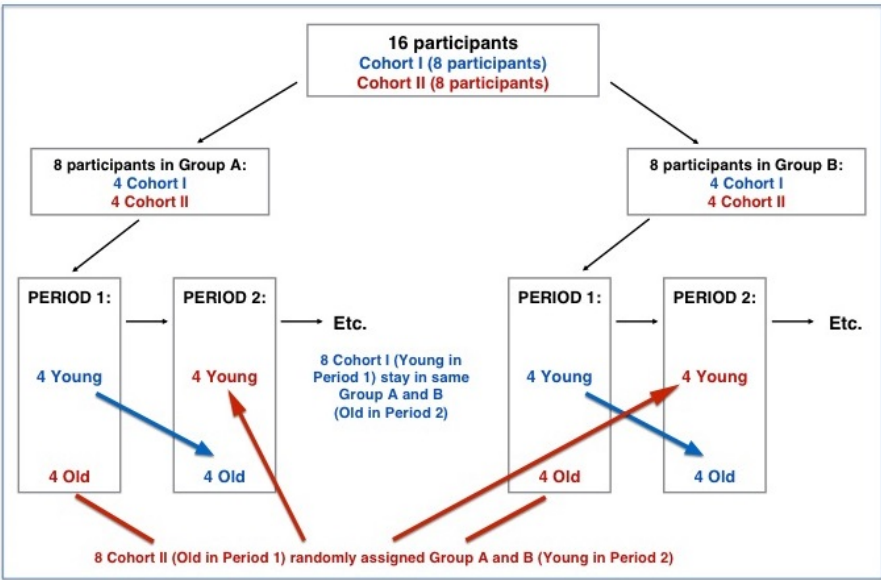 16 participants
Cohort I (8 participants)
Cohort II (8 participants)
8 participants in Group A:
4 Cohort I
4 Cohort II
8 participants in Group B:
4 Cohort I
4 Cohort II
PERIOD 1:
4 Young
4 Old
PERIOD 2:
4 Young
4 Old
Etc.
8 Cohort I (Young in
Period 1) stay in same
Group A and B
(Old in Period 2)
PERIOD 1:
4 Young
4 Old
PERIOD 2:
4 Young
4 Old
Etc.
8 Cohort II (Old in Period 1) randomly assigned Group A and B (Young in Period 2)